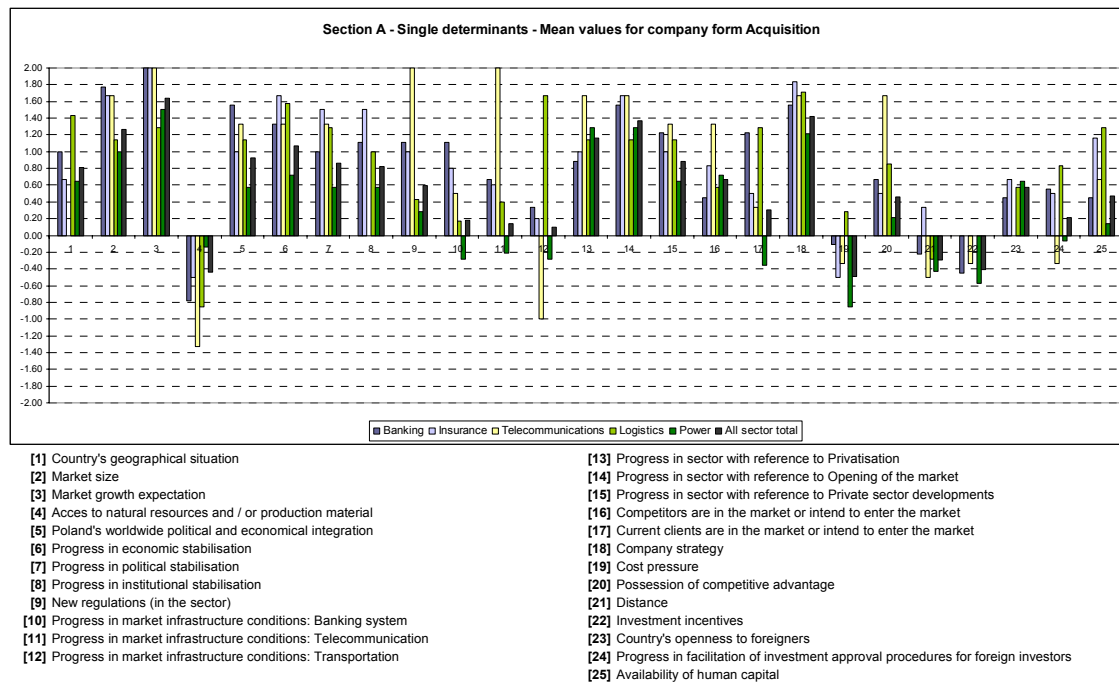 Section A - Single determinants - Mean values for company form Acquisition
2.00
1.80
1.60
1.40
1.20
1.00
0.80
0.60
0.40
0.20
0.00
-0.20
-0.40
-0.60
-0.80
-1.00
-1.20
-1.40
-1.60
-1.80
-2.00
1 2 3 4 5 6 7 8 9 10 11 12 13 14 15 16 17 18 19 20 21 22 23 24 25
Banking Insurance Telecommunications Logistics Power All sector total
[1] Country's geographical situation
[2] Market size
[3] Market growth expectation
[4] Acces to natural resources and / or production material
[5] Poland's worldwide political and economical integration
[6] Progress in economic stabilisation
[7] Progress in political stabilisation
[8] Progress in institutional stabilisation
[9] New regulations (in the sector)
[10] Progress in market infrastructure conditions: Banking system
[11] Progress in market infrastructure conditions: Telecommunication
[12] Progress in market infrastructure conditions: Transportation
[13] Progress in sector with reference to Privatisation
[14] Progress in sector with reference to Opening of the market
[15] Progress in sector with reference to Private sector developments
[16] Competitors are in the market or intend to enter the market
[17] Current clients are in the market or intend to enter the market
[18] Company strategy
[19] Cost pressure
[20] Possession of competitive advantage
[21] Distance
[22] Investment incentives
[23] Country's openness to foreigners
[24] Progress in facilitation of investment approval procedures for foreign investors
[25] Availability of human capital